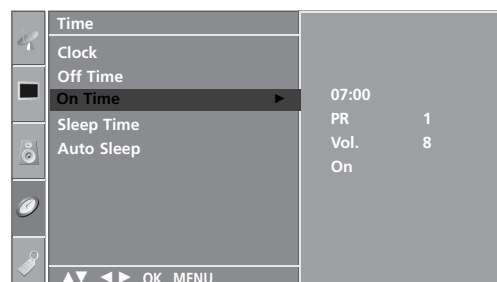 Time
Clock
Off Time
On Time ►
Sleep Time
Auto Sleep
07:00
PR 1
Vol. 8
On
▲▼ ◄► OK MENU